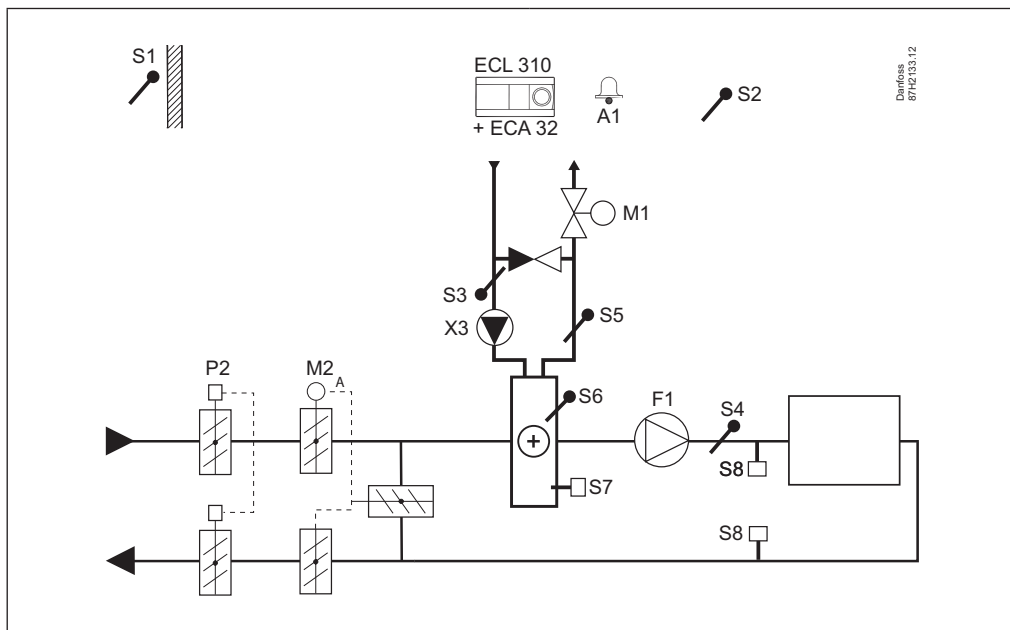 S1
ECL 310
+ ECA 32
A1
S2
Danfoss
87H2133.12
M1
S3
X3
S5
P2
M2
A
S6
F1
S4
S8
S7
S8